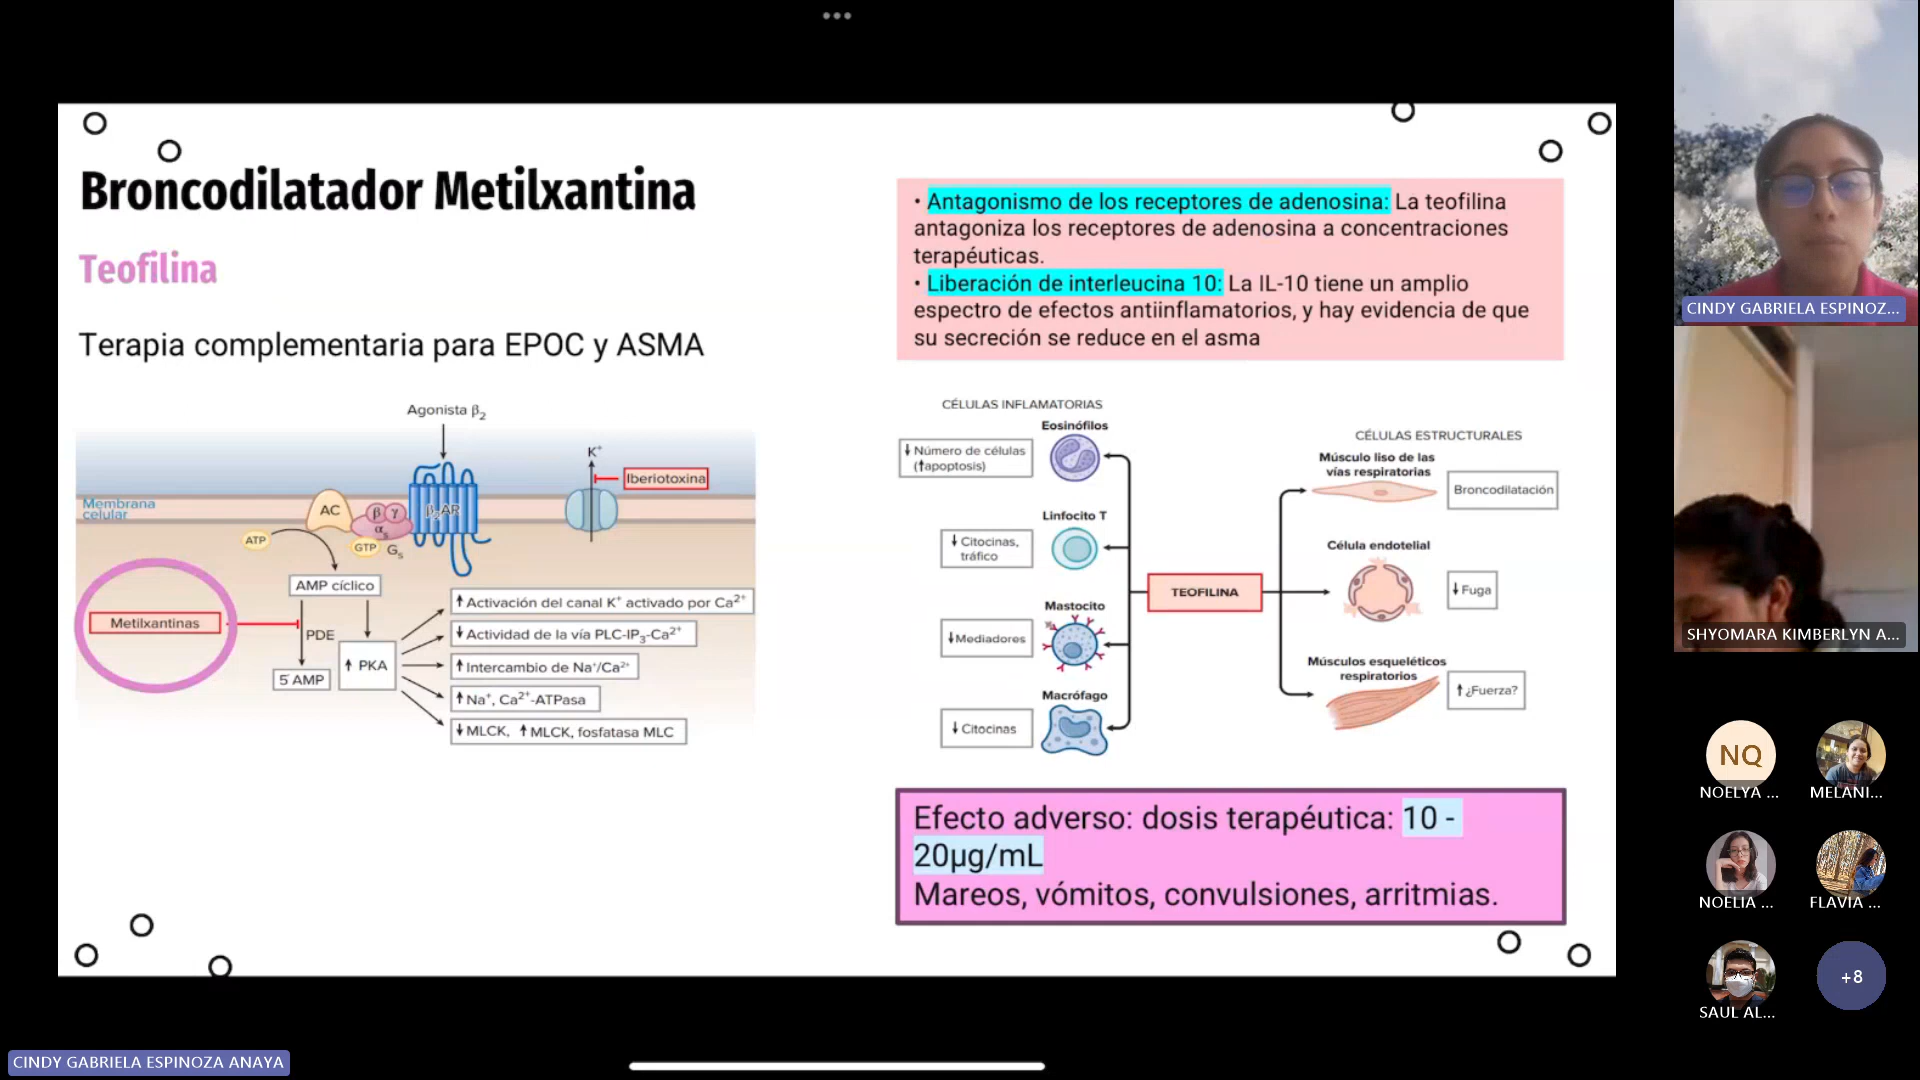 Broncodilatador Metilxantina
Teofilina
Terapia complementaria para EPOC y ASMA
Agonista β2
K+
Iberiotoxina
Membrana
celular
AC
β γ
αs
β2AR
ATP
GTP
Gs
AMP cíclico
Metilxantinas
PDE
↑ PKA
5' AMP
↑ Activación del canal K+ activado por Ca2+
↓ Actividad de la vía PLC-IP3-Ca2+
↑ Intercambio de Na+/Ca2+
↑ Na+, Ca2+-ATPasa
↓ MLCK, ↑ MLCK, fosfatasa MLC
• Antagonismo de los receptores de adenosina: La teofilina
antagoniza los receptores de adenosina a concentraciones
terapéuticas.
• Liberación de interleucina 10: La IL-10 tiene un amplio
espectro de efectos antiinflamatorios, y hay evidencia de que
su secreción se reduce en el asma
CÉLULAS INFLAMATORIAS
Eosinófilos
↓ Número de células
(↑apoptosis)
Linfocito T
↓ Citocinas,
tráfico
Mastocito
↓Mediadores
Macrófago
↓ Citocinas
TEOFILINA
CÉLULAS ESTRUCTURALES
Músculo liso de las
vías respiratorias
Broncodilatación
Célula endotelial
↓ Fuga
Músculos esqueléticos
respiratorios
↑ ¿Fuerza?
Efecto adverso: dosis terapéutica: 10 -
20µg/mL
Mareos, vómitos, convulsiones, arritmias.
CINDY GABRIELA ESPINOZ...
SHYOMARA KIMBERLYN A...
NQ
NOELYA ...
MELANI...
NOELIA ...
FLAVIA ...
SAUL AL...
+8
CINDY GABRIELA ESPINOZA ANAYA